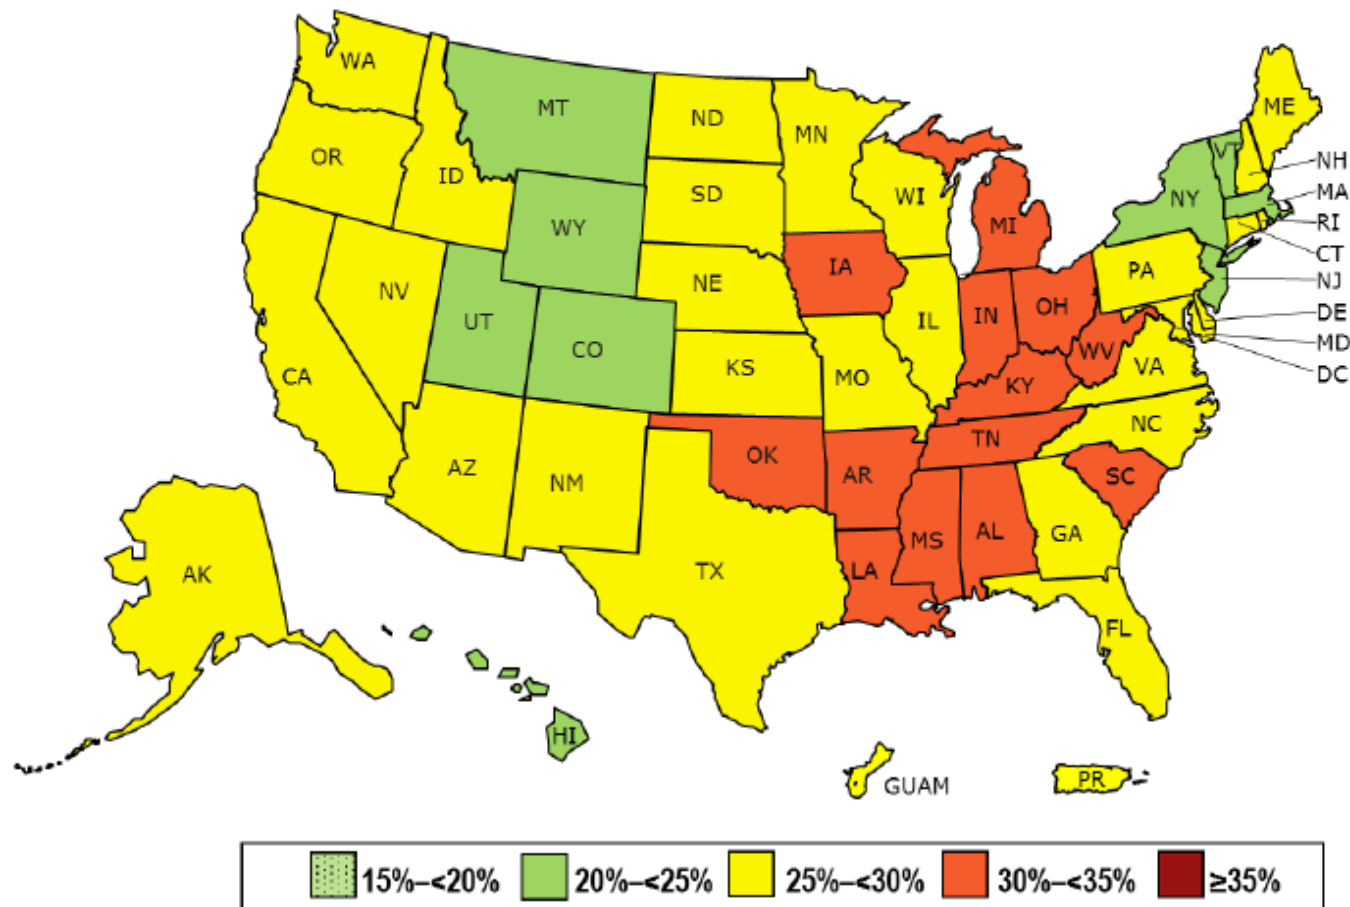 WA
MT
ND
MN
ME
OR
ID
SD
WI
VT
NH
MA
WY
NY
RI
MI
CT
IA
NE
PA
NJ
NV
UT
CO
IL
IN
OH
DE
MD
WV
VA
DC
CA
KS
MO
KY
NC
TN
AZ
NM
OK
AR
SC
MS
AL
GA
TX
LA
AK
FL
HI
GUAM
PR
15%–<20% 20%–<25% 25%–<30% 30%–<35% ≥35%